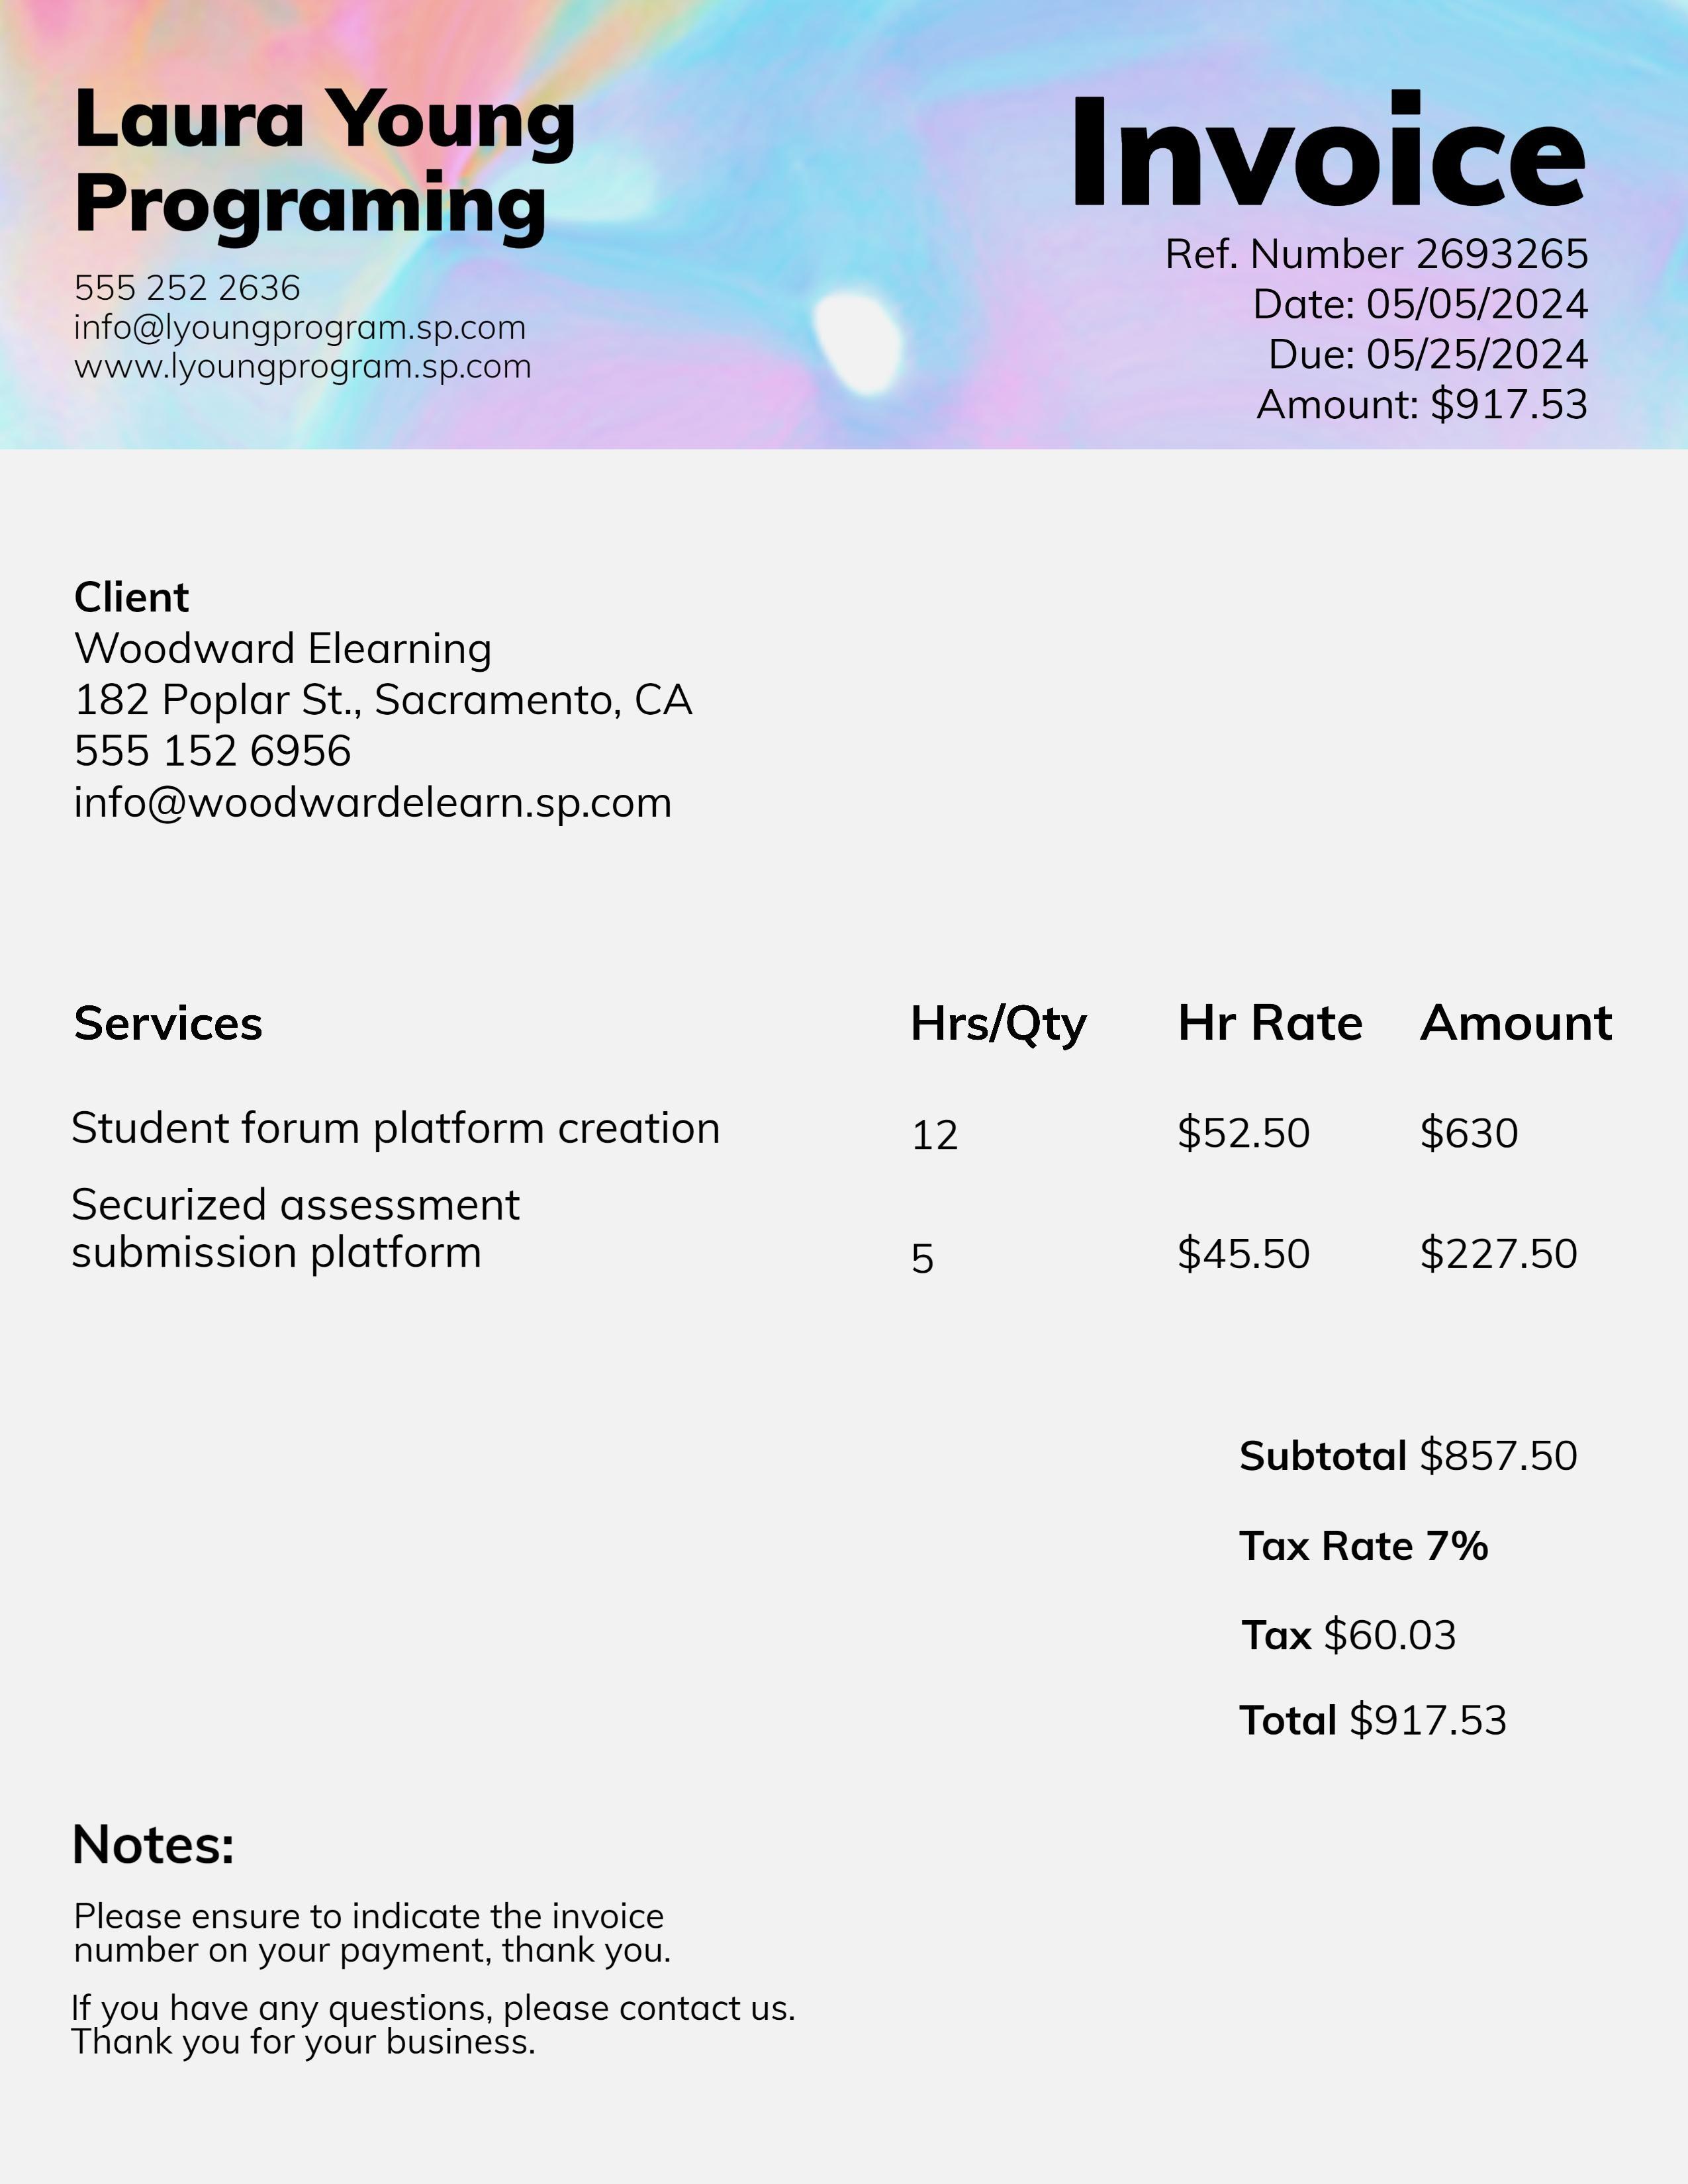 Laura Young
Programing
555 252 2636
info@lyoungprogram.sp.com
www.lyoungprogram.sp.com
Invoice
Ref. Number 2693265
Date: 05/05/2024
Due: 05/25/2024
Amount: $917.53
Client
Woodward Elearning
182 Poplar St., Sacramento, CA
555 152 6956
info@woodwardelearn.sp.com
Services Hrs/Qty Hr Rate Amount
Student forum platform creation 12 $52.50 $630
Securized assessment
submission platform 5 $45.50 $227.50
Subtotal $857.50
Tax Rate 7%
Tax $60.03
Total $917.53
Notes:
Please ensure to indicate the invoice
number on your payment, thank you.
If you have any questions, please contact us.
Thank you for your business.